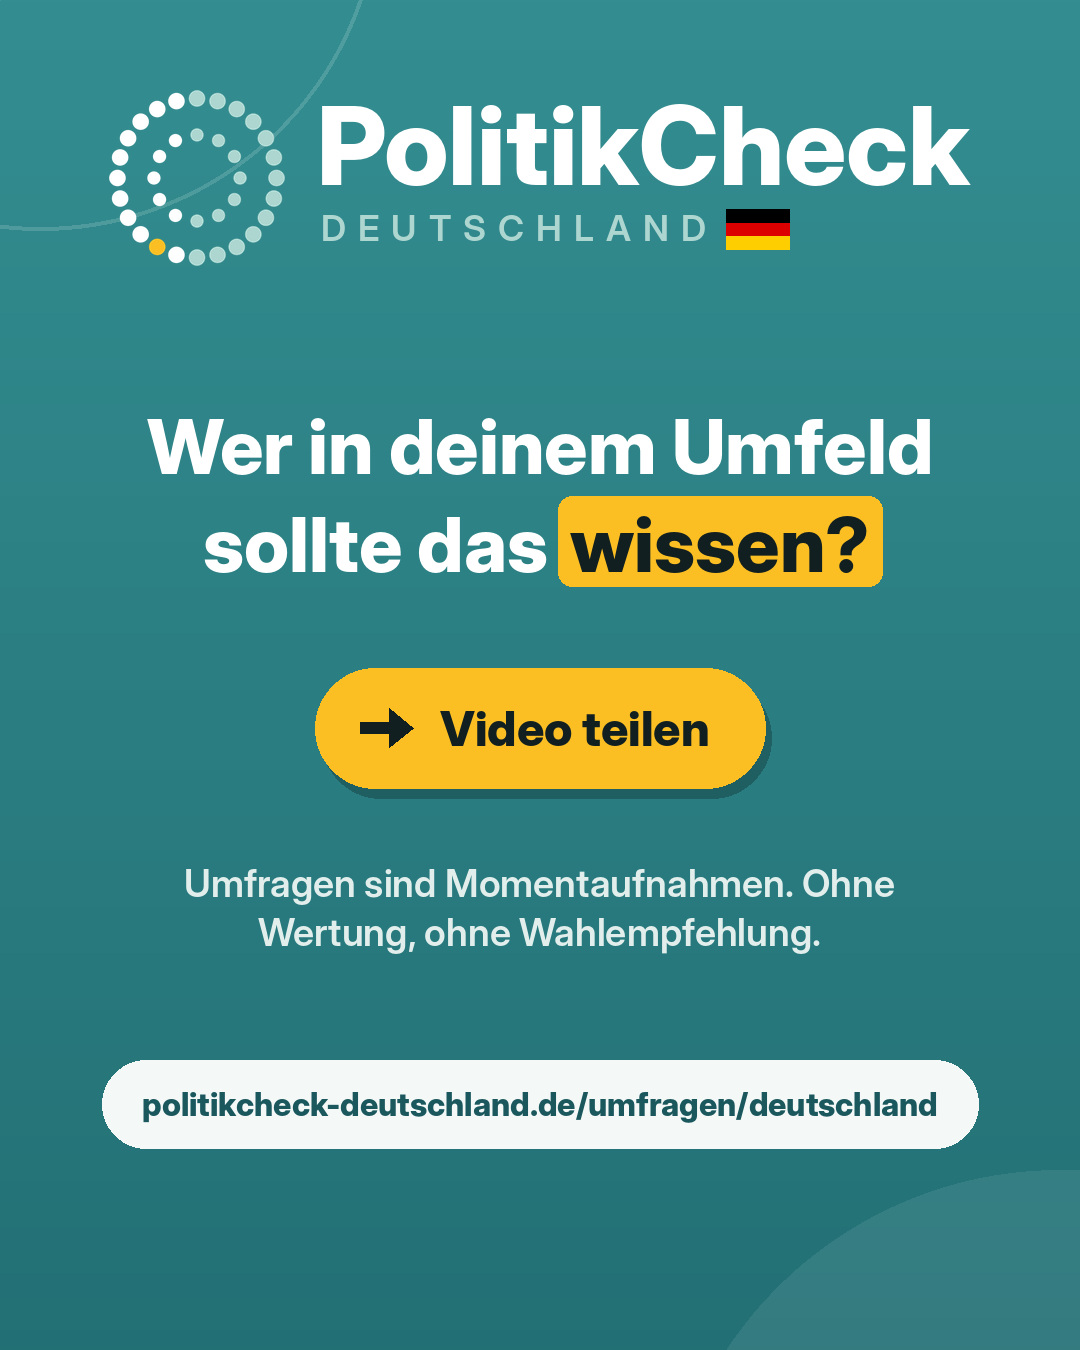 PolitikCheck
DEUTSCHLAND
Wer in deinem Umfeld
sollte das wissen?
Video teilen
Umfragen sind Momentaufnahmen. Ohne
Wertung, ohne Wahlempfehlung.
politikcheck-deutschland.de/umfragen/deutschland